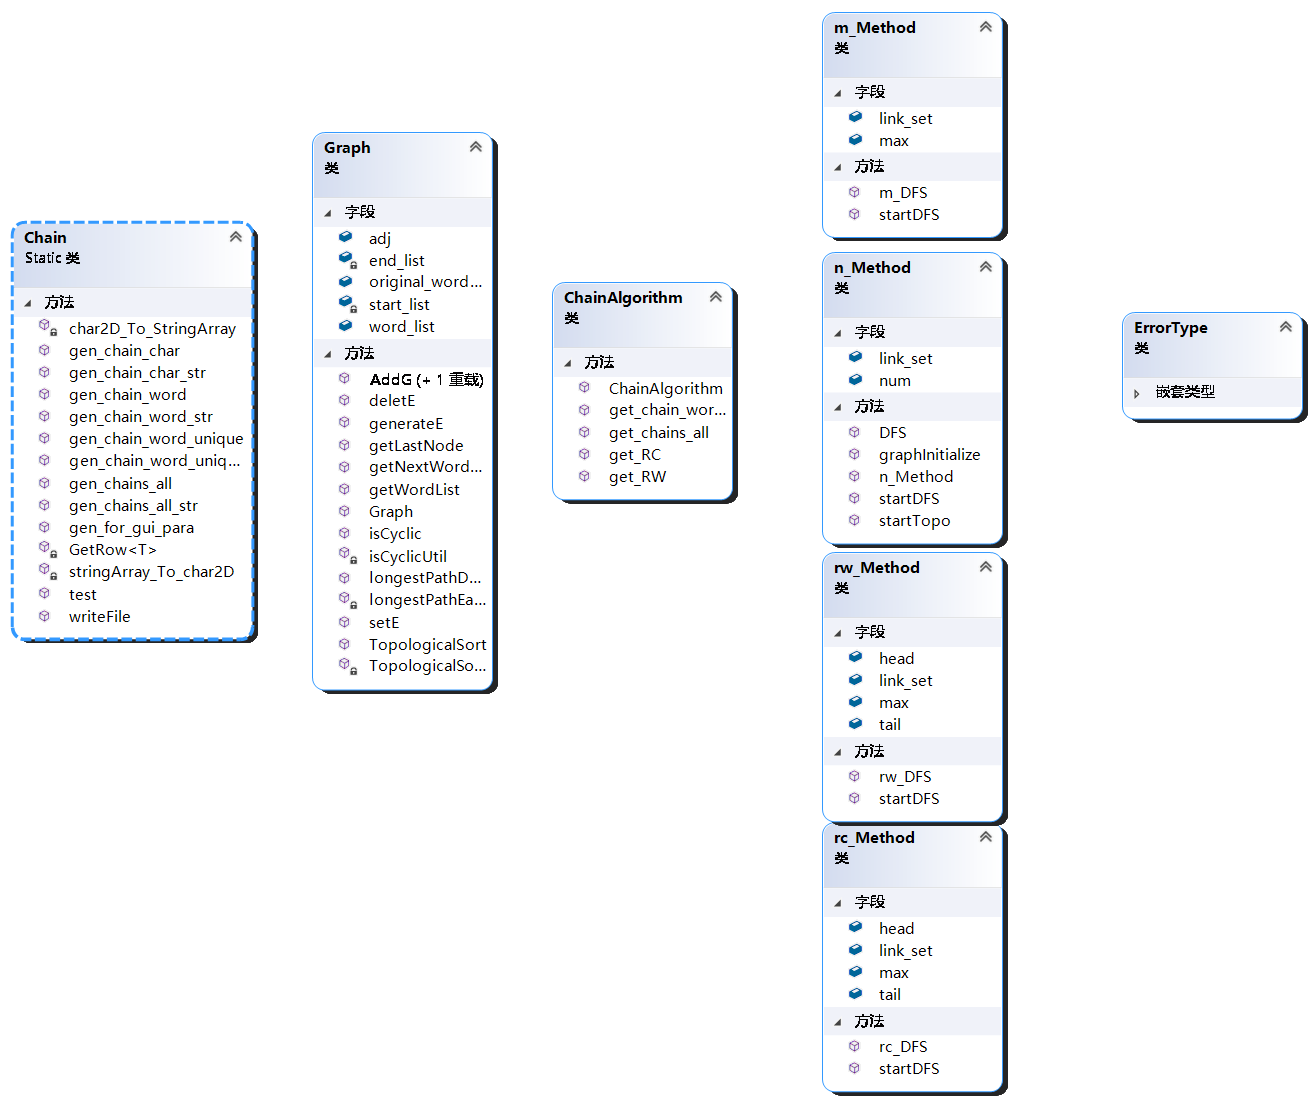 Chain
Static 类
方法
char2D_To_StringArray
gen_chain_char
gen_chain_char_str
gen_chain_word
gen_chain_word_str
gen_chain_word_unique
gen_chain_word_uniq...
gen_chains_all
gen_chains_all_str
gen_for_gui_para
GetRow<T>
stringArray_To_char2D
test
writeFile
Graph
类
字段
adj
end_list
original_word...
start_list
word_list
方法
AddG (+ 1 重载)
deletE
generateE
getLastNode
getNextWord...
getWordList
Graph
isCyclic
isCyclicUtil
longestPathD...
longestPathEa...
setE
TopologicalSort
TopologicalSo...
ChainAlgorithm
类
方法
ChainAlgorithm
get_chain_wor...
get_chains_all
get_RC
get_RW
m_Method
类
字段
link_set
max
方法
m_DFS
startDFS
n_Method
类
字段
link_set
num
方法
DFS
graphInitialize
n_Method
startDFS
startTopo
rw_Method
类
字段
head
link_set
max
tail
方法
rw_DFS
startDFS
rc_Method
类
字段
head
link_set
max
tail
方法
rc_DFS
startDFS
ErrorType
类
嵌套类型